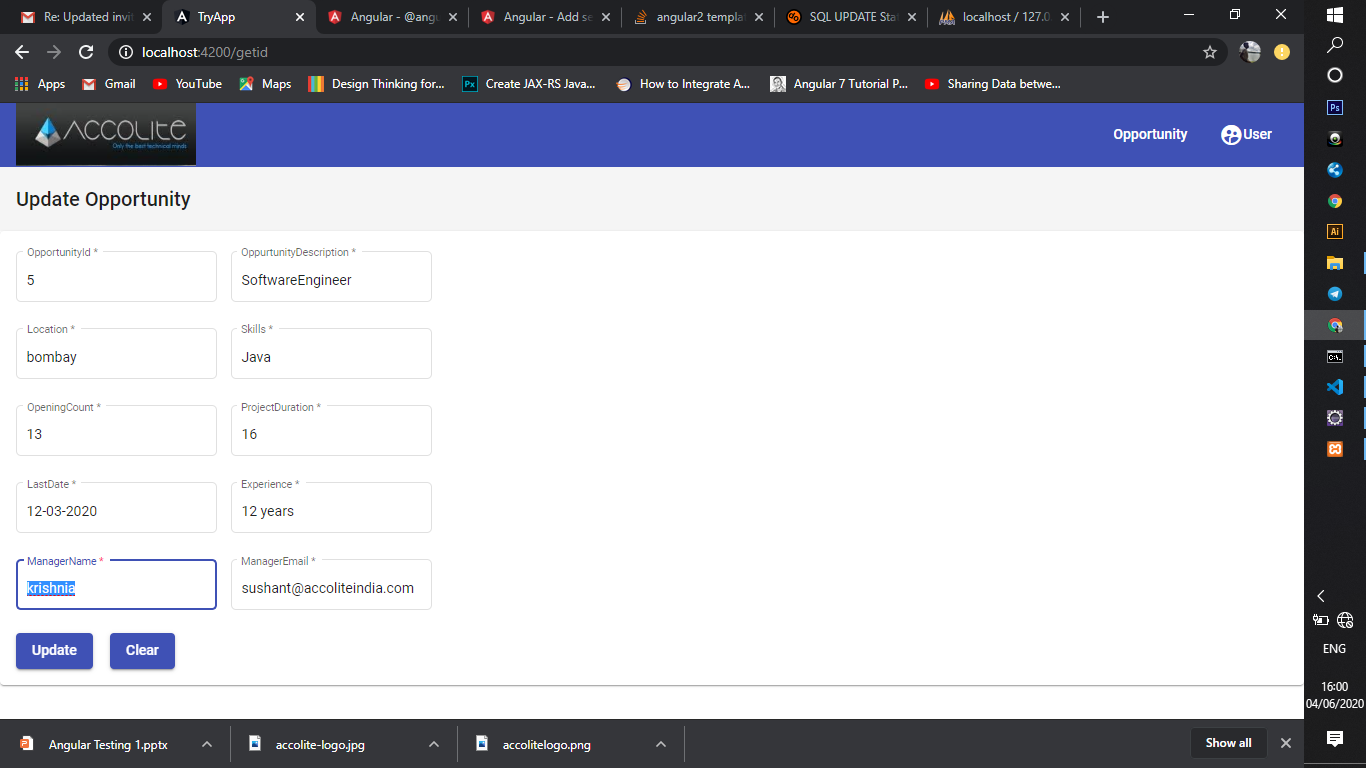 Re: Updated invit
TryApp
Angular - @angu
Angular - Add se
angular2 templat
SQL UPDATE Stat
localhost / 127.0.
localhost:4200/getid
Apps
Gmail
YouTube
Maps
Design Thinking for...
Px
Create JAX-RS Java...
How to Integrate A...
Angular 7 Tutorial P...
Sharing Data betwe...
ACCOLITE
Only the best technical minds
Opportunity
User
Update Opportunity
OpportunityId *
OppurtunityDescription *
5
SoftwareEngineer
Location *
Skills *
bombay
Java
OpeningCount *
ProjectDuration *
13
16
LastDate *
Experience *
12-03-2020
12 years
ManagerName *
ManagerEmail *
krishnia
sushant@accoliteindia.com
Update
Clear
Angular Testing 1.pptx
accolite-logo.jpg
accolitelogo.png
Show all
Ps
Ai
ENG
16:00
04/06/2020